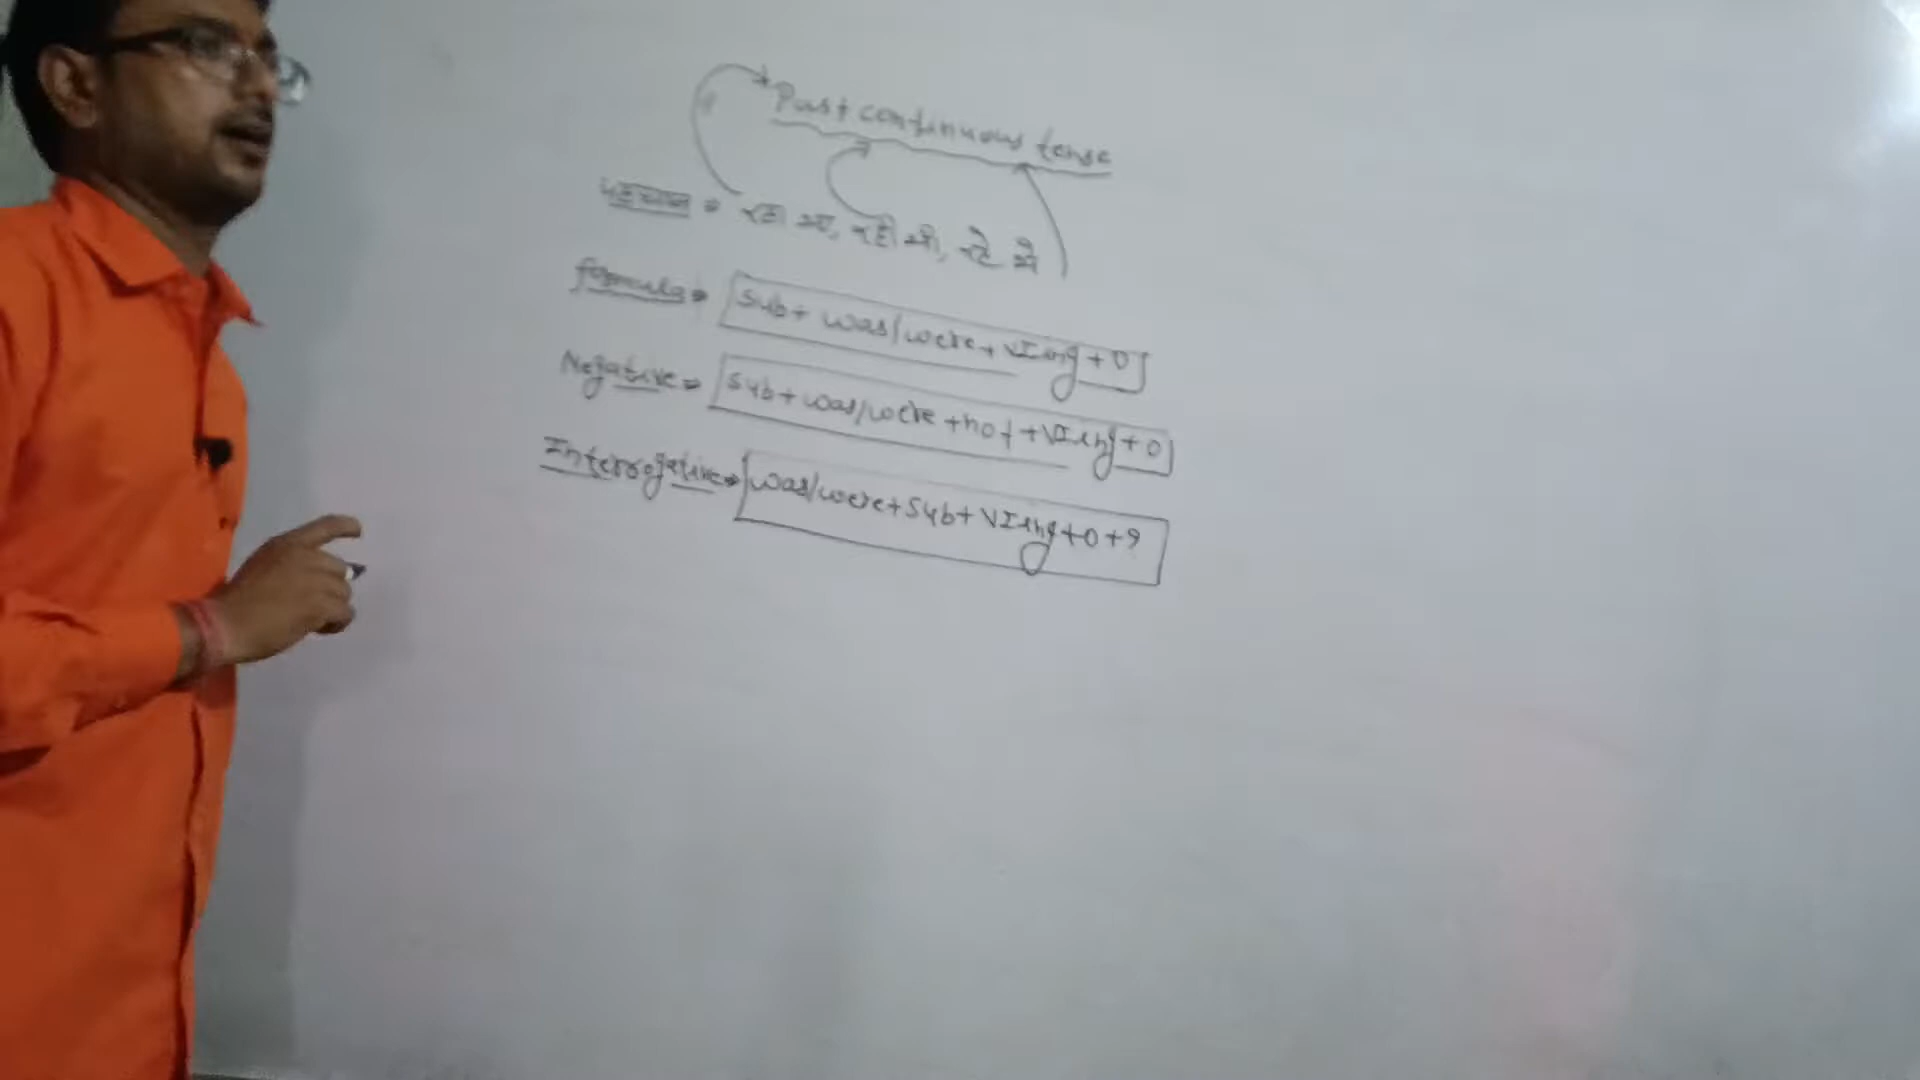 Past continuous tense
पहचान ⇒ रहा था, रही थी, रहे थे
formula ⇒ Sub + was/were + VIing + O
Negative ⇒ Sub + was/were + not + VIing + O
Interrogative ⇒ was/were + Sub + VIing + O + ?